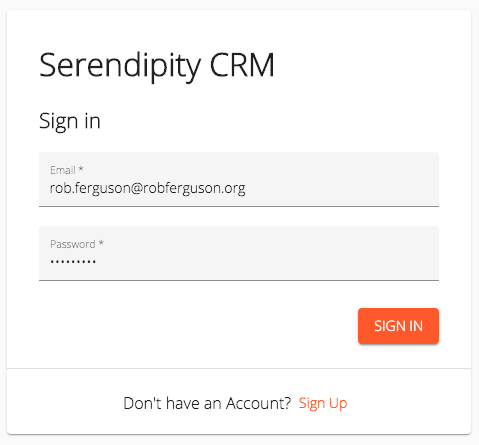 Serendipity CRM
Sign in
Email *
rob.ferguson@robferguson.org
Password *
•••••••••
SIGN IN
Don't have an Account? Sign Up